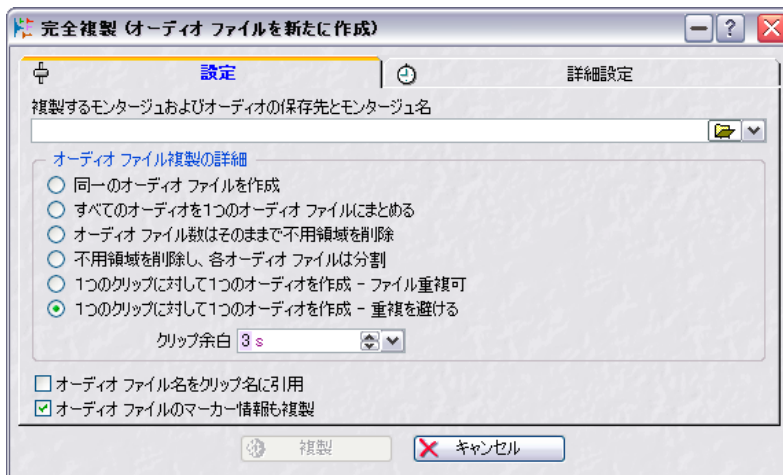 完全複製 (オーディオ ファイルを新たに作成)
設定
詳細設定
複製するモンタージュおよびオーディオの保存先とモンタージュ名
オーディオ ファイル複製の詳細
同一のオーディオ ファイルを作成
すべてのオーディオを1つのオーディオ ファイルにまとめる
オーディオ ファイル数はそのままで不用領域を削除
不用領域を削除し、各オーディオ ファイルは分割
1つのクリップに対して1つのオーディオを作成 - ファイル重複可
1つのクリップに対して1つのオーディオを作成 - 重複を避ける
クリップ余白 3 s
オーディオ ファイル名をクリップ名に引用
オーディオ ファイルのマーカー情報も複製
複製 キャンセル